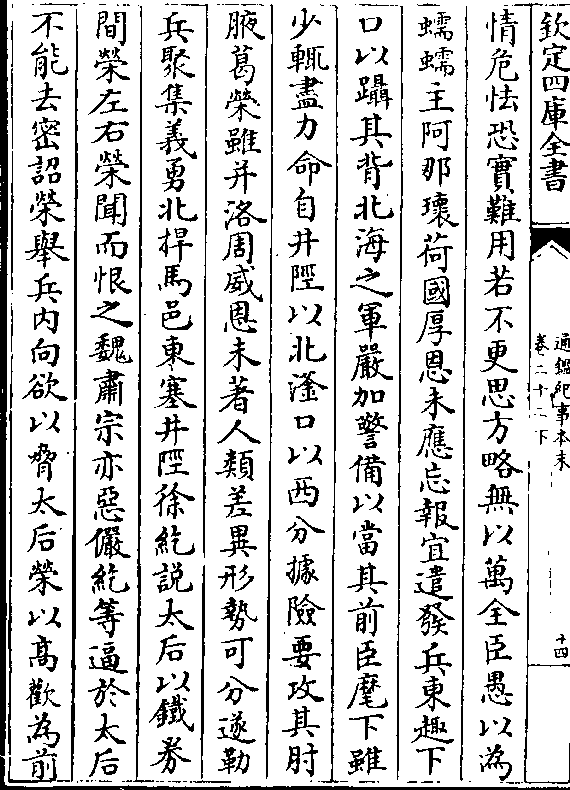 欽定四庫全書
通鑑紀事本末
卷二十二下
十四
情危怯恐實難用若不更思方略無以萬全臣愚以為
蠕蠕主阿那瓌荷國厚恩未應忘報宜遣發兵東趣下
口以躡其背北海之軍嚴加警備以當其前臣麾下雖
少輒盡力命自井陘以北滏口以西分據險要攻其肘
腋葛榮雖并洛周威恩未著人類差異形勢可分遂勒
兵聚集義勇北捍馬邑東塞井陘徐紇説太后以鐵券
間榮左右榮聞而恨之魏肅宗亦惡儼紇等逼於太后
不能去密詔榮舉兵内向欲以脅太后榮以髙歡為前